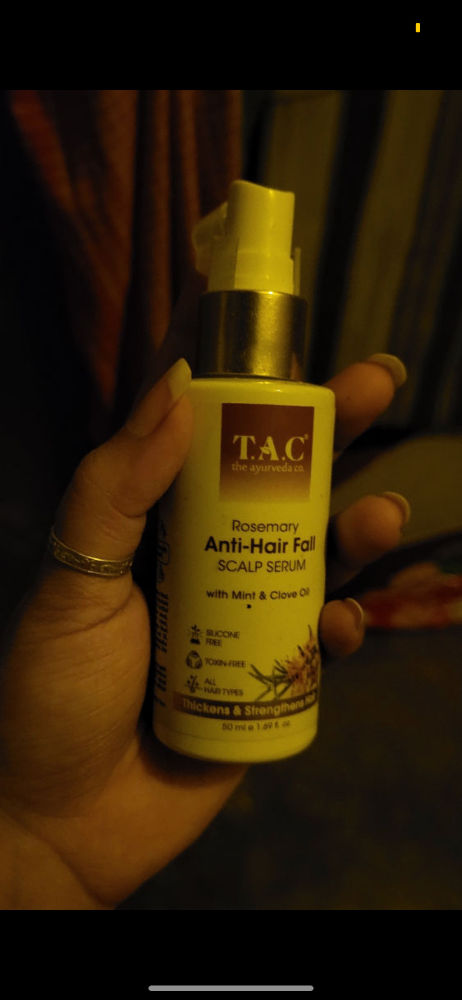 T.A.C®
the ayurveda co.
Rosemary
Anti-Hair Fall
SCALP SERUM
with Mint & Clove Oil
SILICONE
FREE
TOXIN-FREE
ALL
HAIR TYPES
Thickens & Strengthens
50 ml e 1.69 fl. oz.